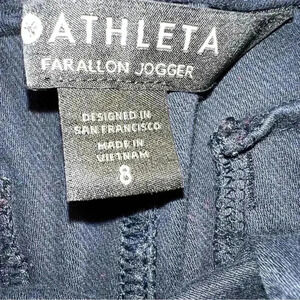 ATHLETA
FARALLON JOGGER
DESIGNED IN
SAN FRANCISCO
MADE IN
VIETNAM
8